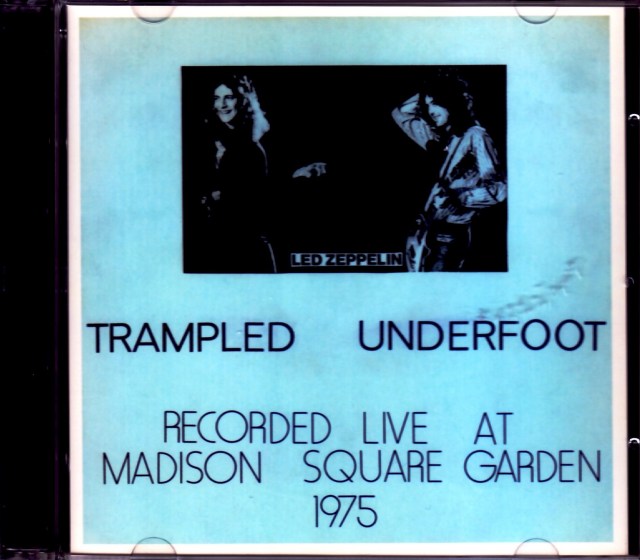 LED ZEPPELIN
TRAMPLED UNDERFOOT
RECORDED LIVE AT
MADISON SQUARE GARDEN
1975